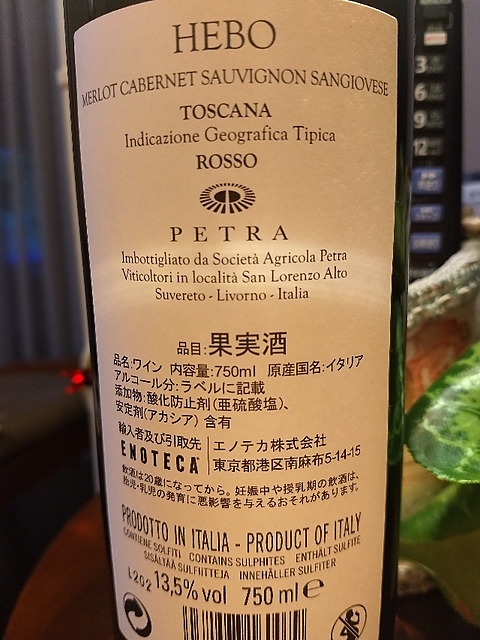 HEBO
MERLOT CABERNET SAUVIGNON SANGIOVESE
TOSCANA
Indicazione Geografica Tipica
ROSSO
PETRA
Imbottigliato da Società Agricola Petra
Viticoltori in località San Lorenzo Alto
Suvereto - Livorno - Italia
品目:果実酒
品名:ワイン 内容量:750ml 原産国名:イタリア
アルコール分:ラベルに記載
添加物:酸化防止剤(亜硫酸塩)、
安定剤(アカシア) 含有
輸入者及び引取先
ENOTECA
エノテカ株式会社
東京都港区南麻布5-14-15
飲酒は20歳になってから。妊娠中や授乳期の飲酒は、
胎児・乳児の発育に悪影響を与えるおそれがあります。
PRODOTTO IN ITALIA - PRODUCT OF ITALY
CONTIENE SOLFITI CONTAINS SULPHITES ENTHÄLT SULFITE
SISÄLTÄÄ SULFIITTEJA INNEHÅLLER SULFITER
L202 13,5% vol 750 ml e
3
6
9
12